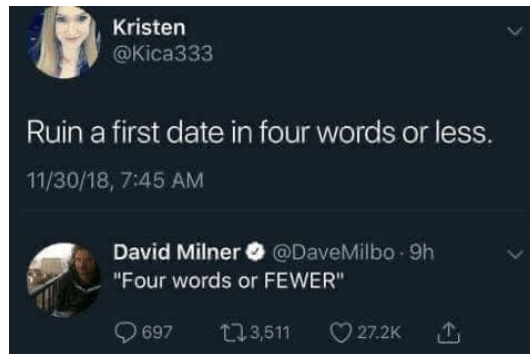 Kristen
@Kica333
Ruin a first date in four words or less.
11/30/18, 7:45 AM
David Milner @DaveMilbo · 9h
"Four words or FEWER"
697 3,511 27.2K